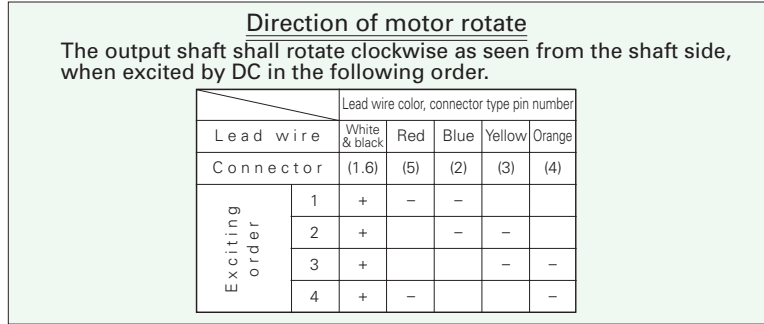 Direction of motor rotate
The output shaft shall rotate clockwise as seen from the shaft side,
when excited by DC in the following order.
Lead wire color, connector type pin number
Lead wire White & black Red Blue Yellow Orange
Connector (1.6) (5) (2) (3) (4)
Exciting order
1 + – –
2 + – –
3 + – –
4 + – –